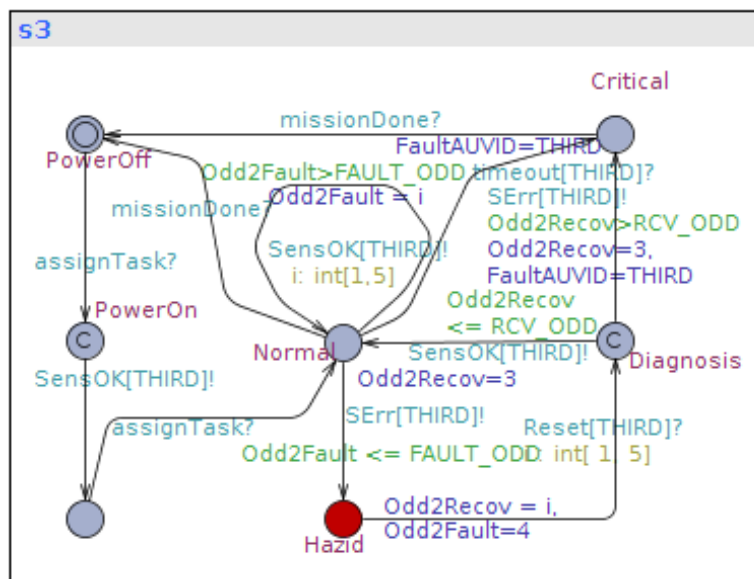 s3
Critical
missionDone?
PowerOff
FaultAUVID=THIRD
Odd2Fault>FAULT_ODD
timeout[THIRD]?
Odd2Fault = i
SErr[THIRD]!
missionDone?
Odd2Recov>RCV_ODD
SensOK[THIRD]!
Odd2Recov=3,
assignTask?
i: int[1,5]
FaultAUVID=THIRD
PowerOn
Odd2Recov
<= RCV_ODD
C
C
Normal
SensOK[THIRD]!
Diagnosis
SensOK[THIRD]!
Odd2Recov=3
SErr[THIRD]!
assignTask?
Reset[THIRD]?
Odd2Fault <= FAULT_ODD
: int[ 1, 5]
Odd2Recov = i,
Odd2Fault=4
Hazid